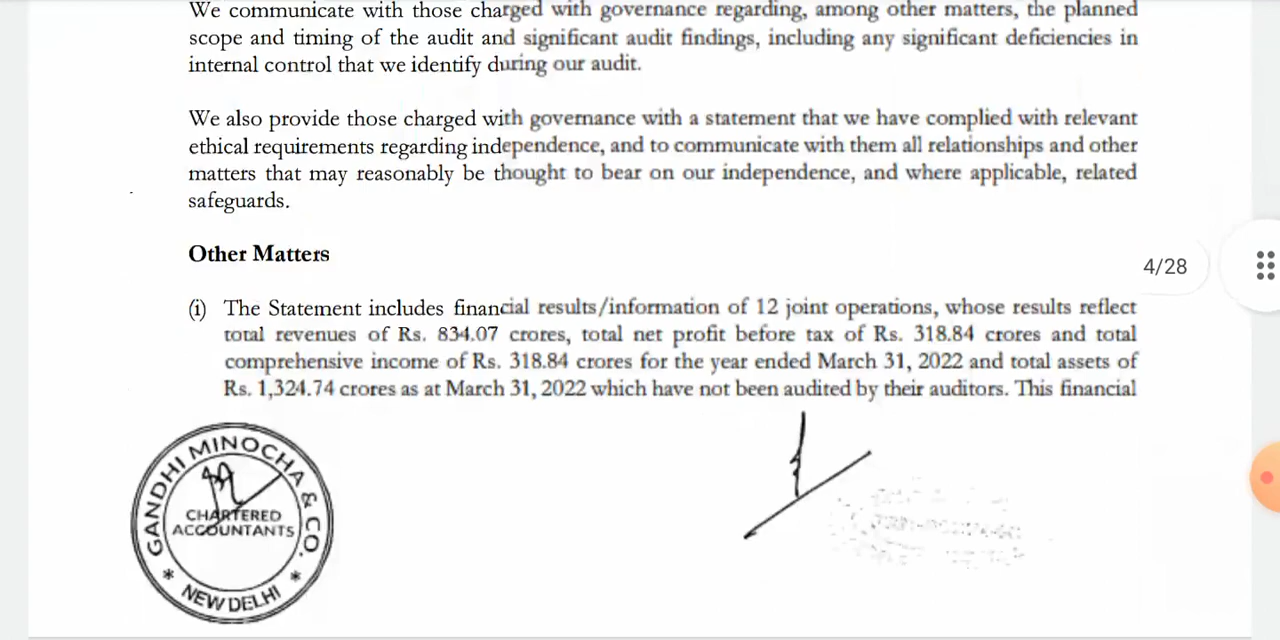 We communicate with those charged with governance regarding, among other matters, the planned
scope and timing of the audit and significant audit findings, including any significant deficiencies in
internal control that we identify during our audit.
We also provide those charged with governance with a statement that we have complied with relevant
ethical requirements regarding independence, and to communicate with them all relationships and other
matters that may reasonably be thought to bear on our independence, and where applicable, related
safeguards.
Other Matters
4/28
(i) The Statement includes financial results/information of 12 joint operations, whose results reflect
total revenues of Rs. 834.07 crores, total net profit before tax of Rs. 318.84 crores and total
comprehensive income of Rs. 318.84 crores for the year ended March 31, 2022 and total assets of
Rs. 1,324.74 crores as at March 31, 2022 which have not been audited by their auditors. This financial
GANDHI MINOCHA & CO.
CHARTERED
ACCOUNTANTS
* NEW DELHI *